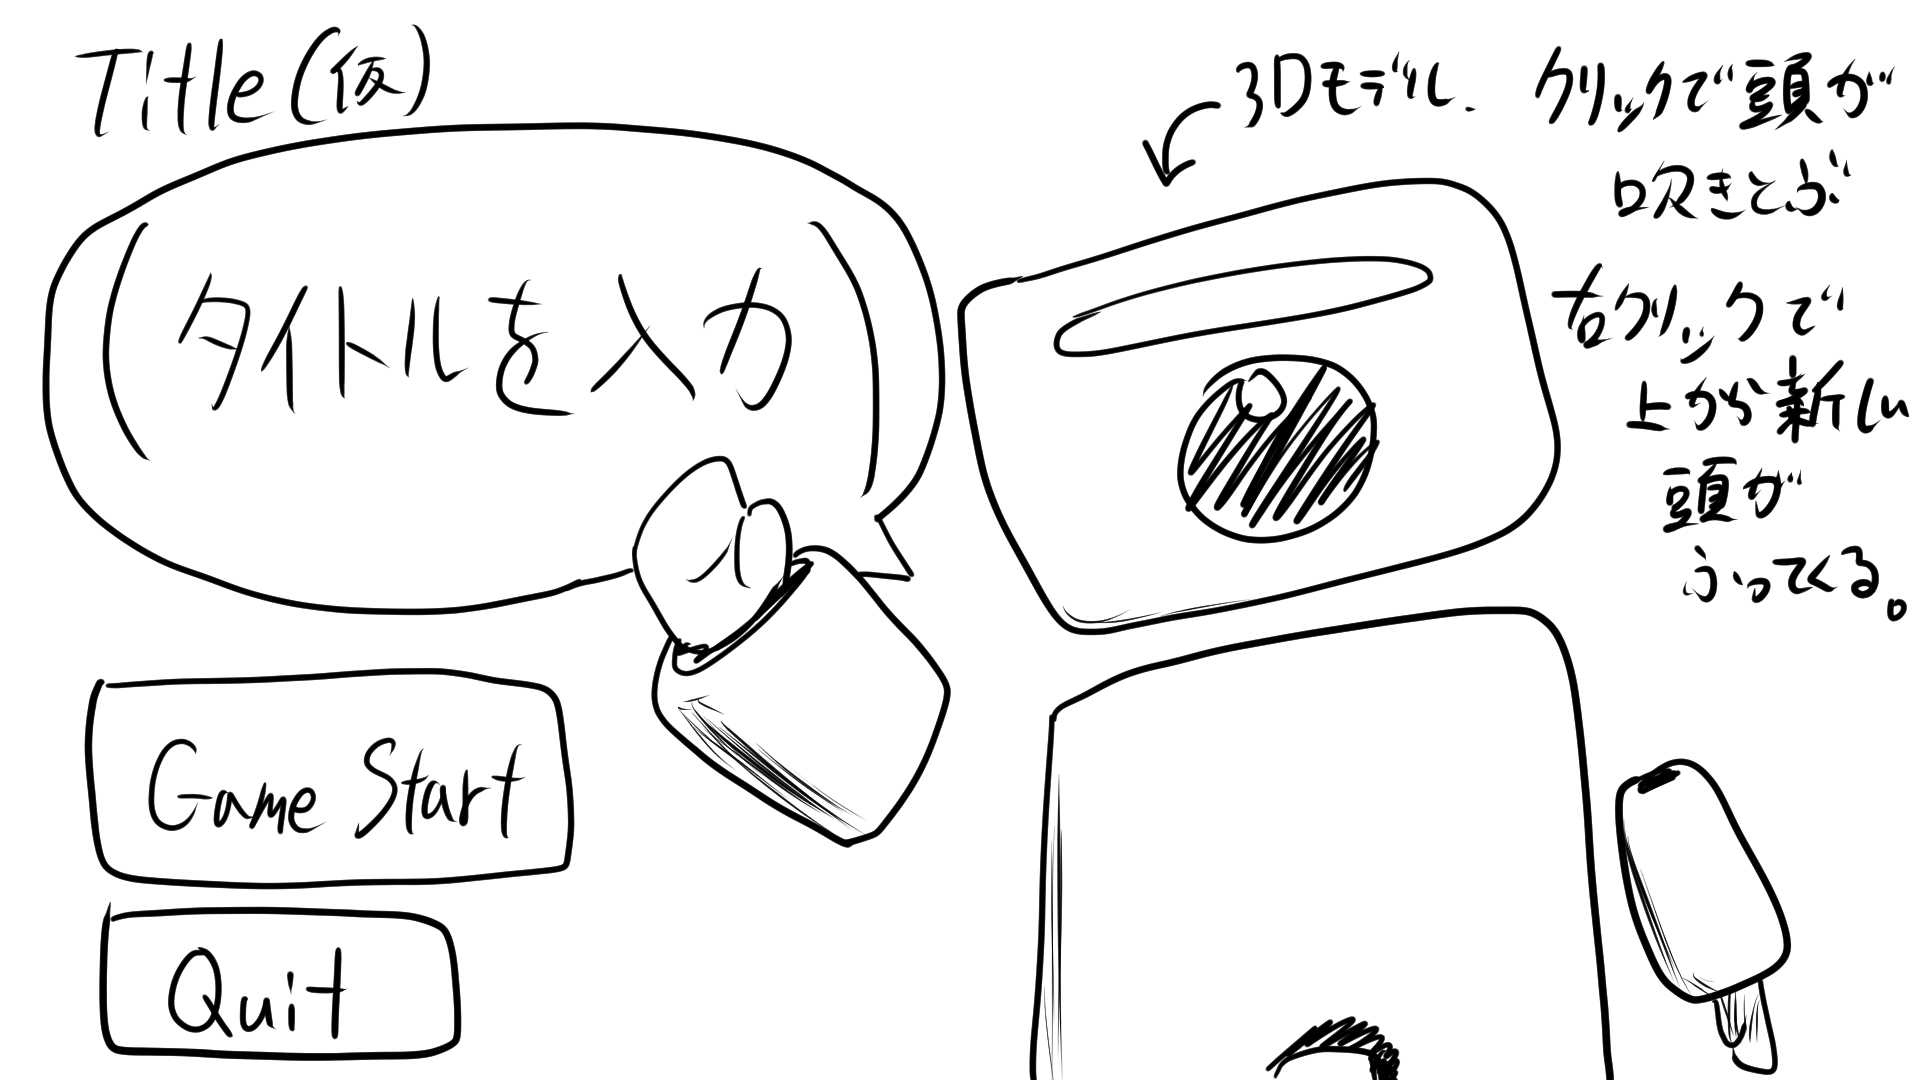 Title(仮)
(タイトルを入力)
Game Start
Quit
3Dモデル.
クリックで頭が
吹きとぶ
右クリックで
上から新しい
頭が
ふってくる。